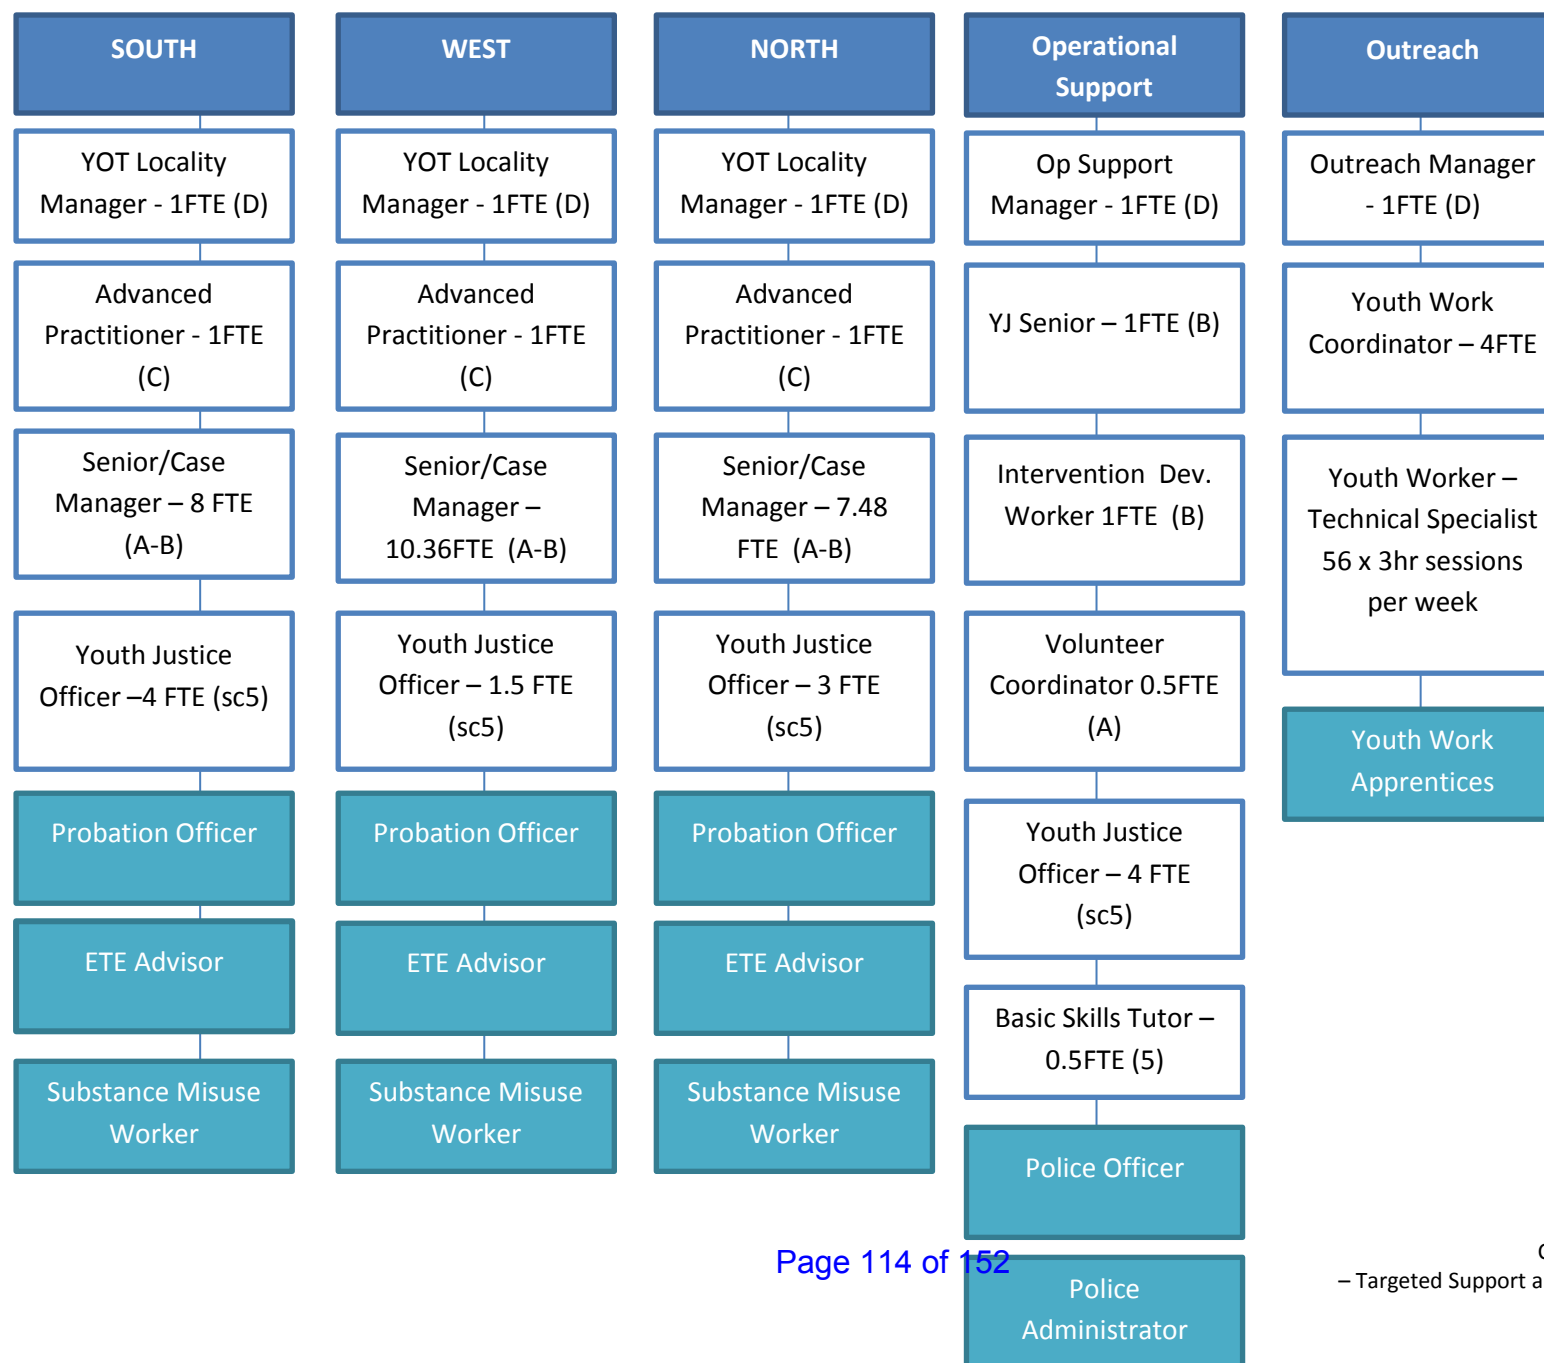 SOUTH
YOT Locality
Manager - 1FTE (D)
Advanced
Practitioner - 1FTE
(C)
Senior/Case
Manager – 8 FTE
(A-B)
Youth Justice
Officer –4 FTE (sc5)
Probation Officer
ETE Advisor
Substance Misuse
Worker
WEST
YOT Locality
Manager - 1FTE (D)
Advanced
Practitioner - 1FTE
(C)
Senior/Case
Manager –
10.36FTE (A-B)
Youth Justice
Officer – 1.5 FTE
(sc5)
Probation Officer
ETE Advisor
Substance Misuse
Worker
NORTH
YOT Locality
Manager - 1FTE (D)
Advanced
Practitioner - 1FTE
(C)
Senior/Case
Manager – 7.48
FTE (A-B)
Youth Justice
Officer – 3 FTE
(sc5)
Probation Officer
ETE Advisor
Substance Misuse
Worker
Operational
Support
Op Support
Manager - 1FTE (D)
YJ Senior – 1FTE (B)
Intervention Dev.
Worker 1FTE (B)
Volunteer
Coordinator 0.5FTE
(A)
Youth Justice
Officer – 4 FTE
(sc5)
Basic Skills Tutor –
0.5FTE (5)
Police Officer
Police
Administrator
Outreach
Outreach Manager
- 1FTE (D)
Youth Work
Coordinator – 4FTE
Youth Worker –
Technical Specialist
56 x 3hr sessions
per week
Youth Work
Apprentices
Page 114 of 152
– Targeted Support a